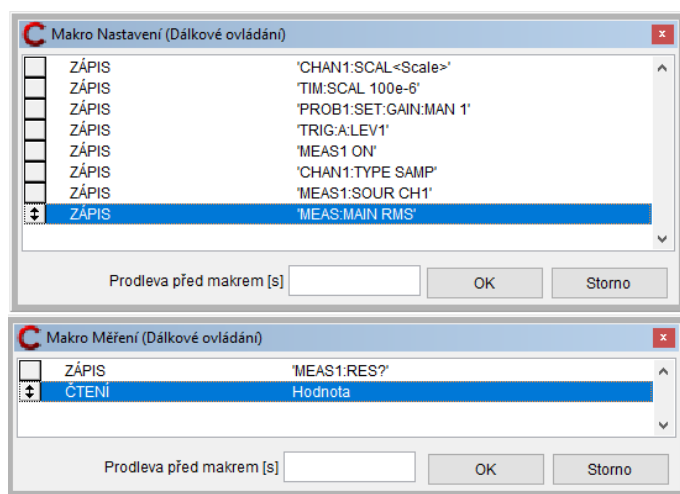 Makro Nastavení (Dálkové ovládání)
ZÁPIS 'CHAN1:SCAL<Scale>'
ZÁPIS 'TIM:SCAL 100e-6'
ZÁPIS 'PROB1:SET:GAIN:MAN 1'
ZÁPIS 'TRIG:A:LEV1'
ZÁPIS 'MEAS1 ON'
ZÁPIS 'CHAN1:TYPE SAMP'
ZÁPIS 'MEAS1:SOUR CH1'
ZÁPIS 'MEAS:MAIN RMS'
Prodleva před makrem [s] OK Storno
Makro Měření (Dálkové ovládání)
ZÁPIS 'MEAS1:RES?'
ČTENÍ Hodnota
Prodleva před makrem [s] OK Storno